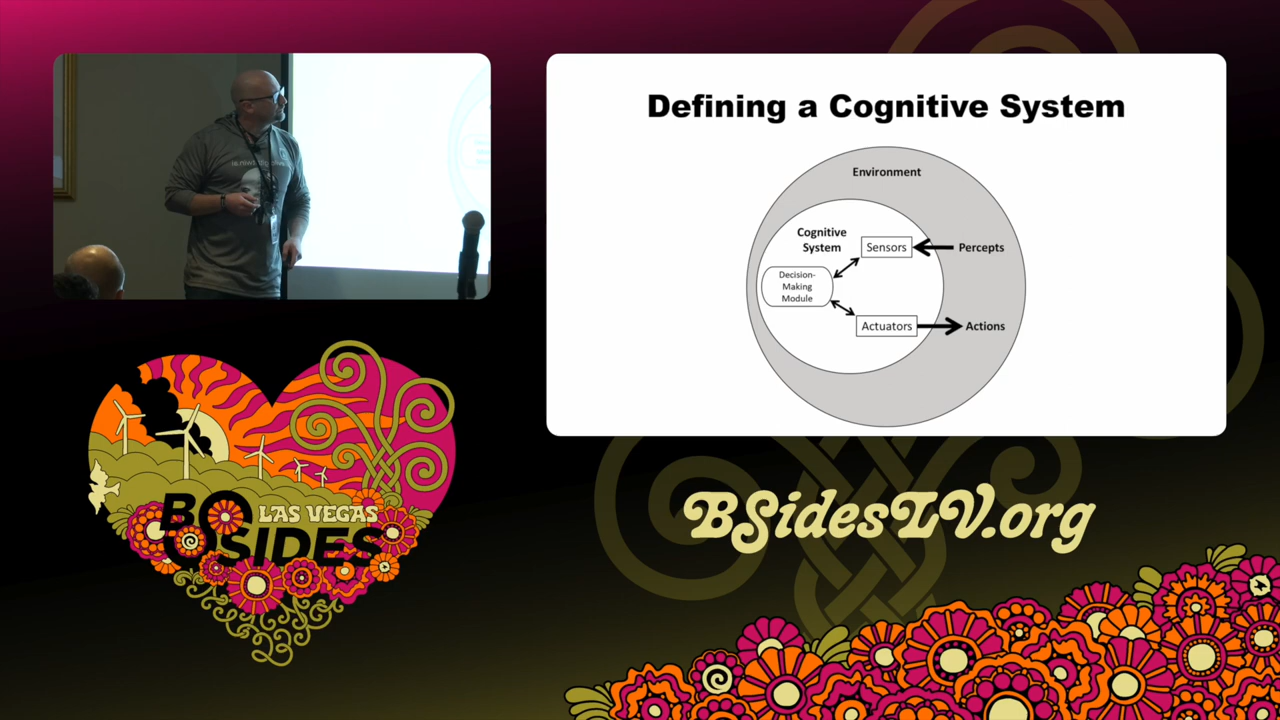 Defining a Cognitive System
Environment
Cognitive
System
Sensors
Percepts
Decision-
Making
Module
Actuators
Actions
LAS VEGAS
BSIDES
BSidesLV.org